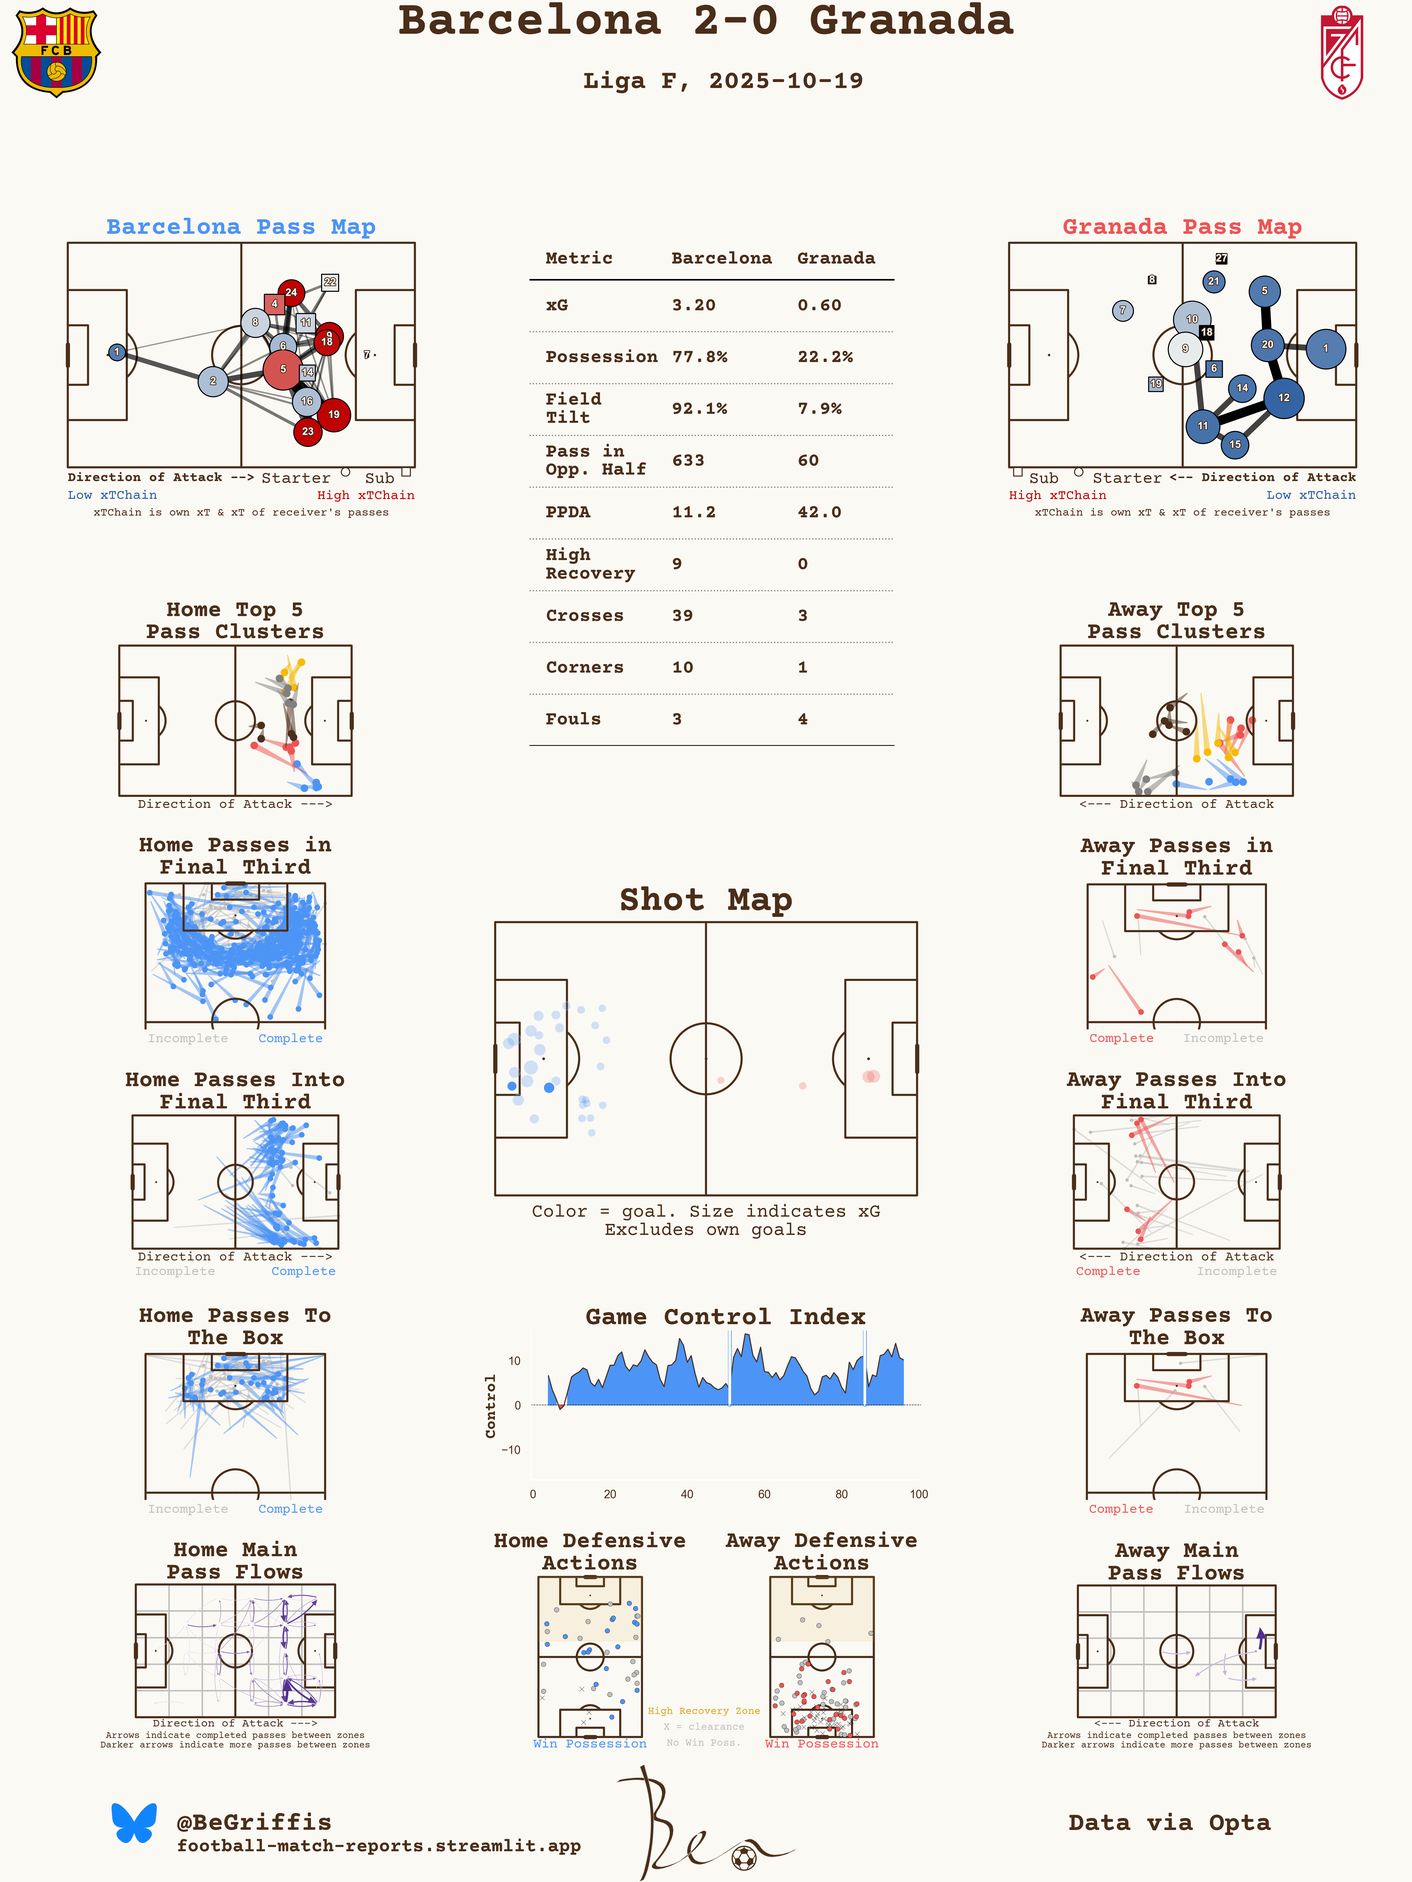 Barcelona 2-0 Granada
Liga F, 2025-10-19
FCB
Barcelona Pass Map
24
22
4
8
11
9
18
6
7
1
5
14
2
16
19
23
Direction of Attack --> Starter Sub
Low xTChain High xTChain
xTChain is own xT & xT of receiver's passes
Metric Barcelona Granada
xG 3.20 0.60
Possession 77.8% 22.2%
Field
Tilt 92.1% 7.9%
Pass in
Opp. Half 633 60
PPDA 11.2 42.0
High
Recovery 9 0
Crosses 39 3
Corners 10 1
Fouls 3 4
Granada Pass Map
27
8
21
5
7
10
18
9
20
1
6
19
14
12
11
15
Sub Starter <-- Direction of Attack
High xTChain Low xTChain
xTChain is own xT & xT of receiver's passes
Home Top 5
Pass Clusters
Direction of Attack --->
Away Top 5
Pass Clusters
<--- Direction of Attack
Home Passes in
Final Third
Incomplete Complete
Away Passes in
Final Third
Complete Incomplete
Shot Map
Color = goal. Size indicates xG
Excludes own goals
Home Passes Into
Final Third
Direction of Attack --->
Incomplete Complete
Away Passes Into
Final Third
<--- Direction of Attack
Complete Incomplete
Home Passes To
The Box
Incomplete Complete
Game Control Index
Control
10
0
−10
0 20 40 60 80 100
Away Passes To
The Box
Complete Incomplete
Home Main
Pass Flows
Direction of Attack --->
Arrows indicate completed passes between zones
Darker arrows indicate more passes between zones
Home Defensive
Actions
Win Possession
High Recovery Zone
X = clearance
No Win Poss.
Away Defensive
Actions
Win Possession
Away Main
Pass Flows
<--- Direction of Attack
Arrows indicate completed passes between zones
Darker arrows indicate more passes between zones
@BeGriffis
football-match-reports.streamlit.app
Ben
Data via Opta